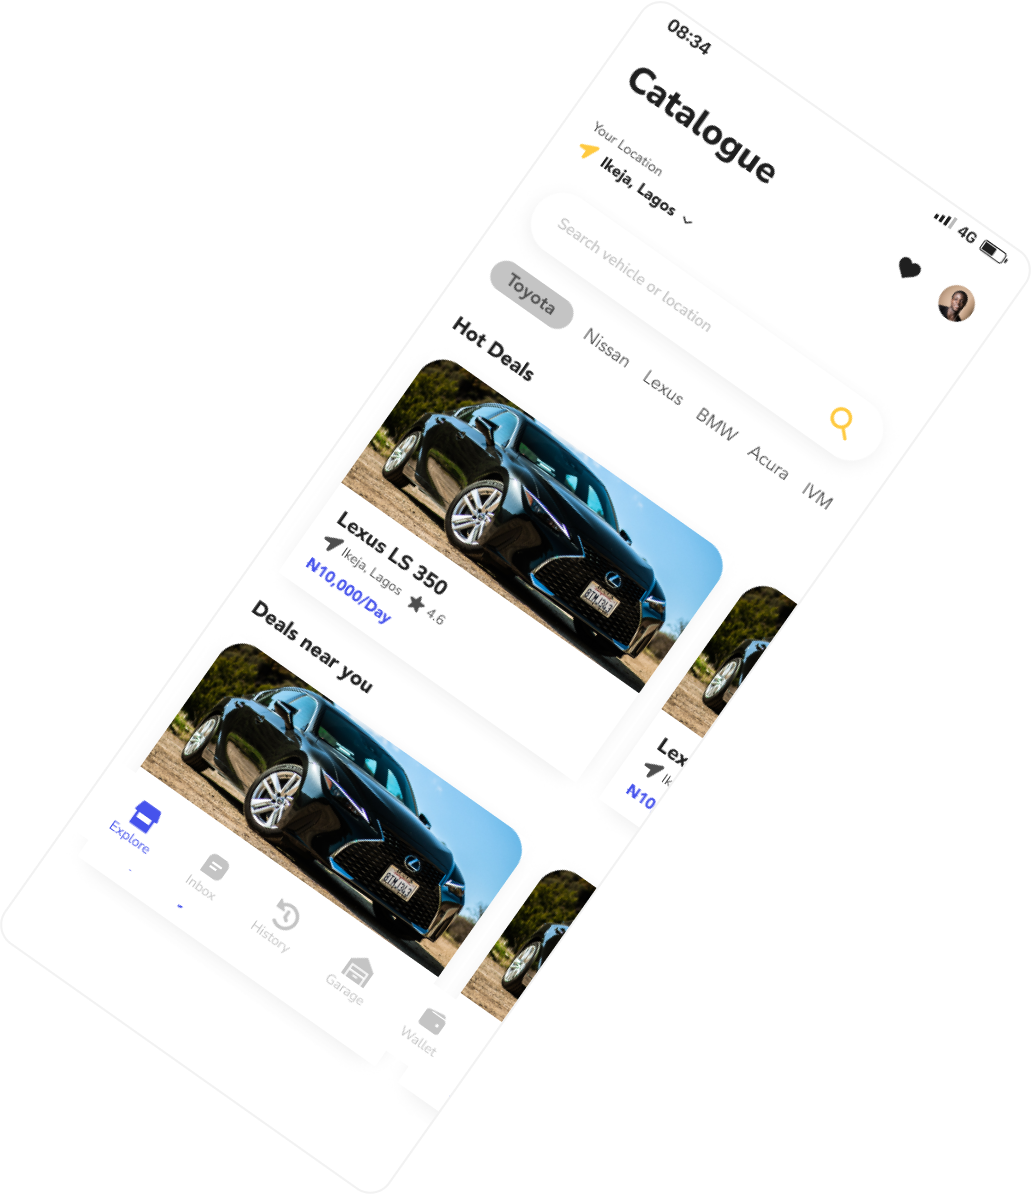 08:34
4G
Catalogue
Your Location
Ikeja, Lagos
Search vehicle or location
Toyota Nissan Lexus BMW Acura IVM
Hot Deals
8TMJ343
Lexus LS 350
Ikeja, Lagos 4.6
N10,000/Day
Lex
Ik
N10
Deals near you
8TMJ343
Explore Inbox History Garage Wallet